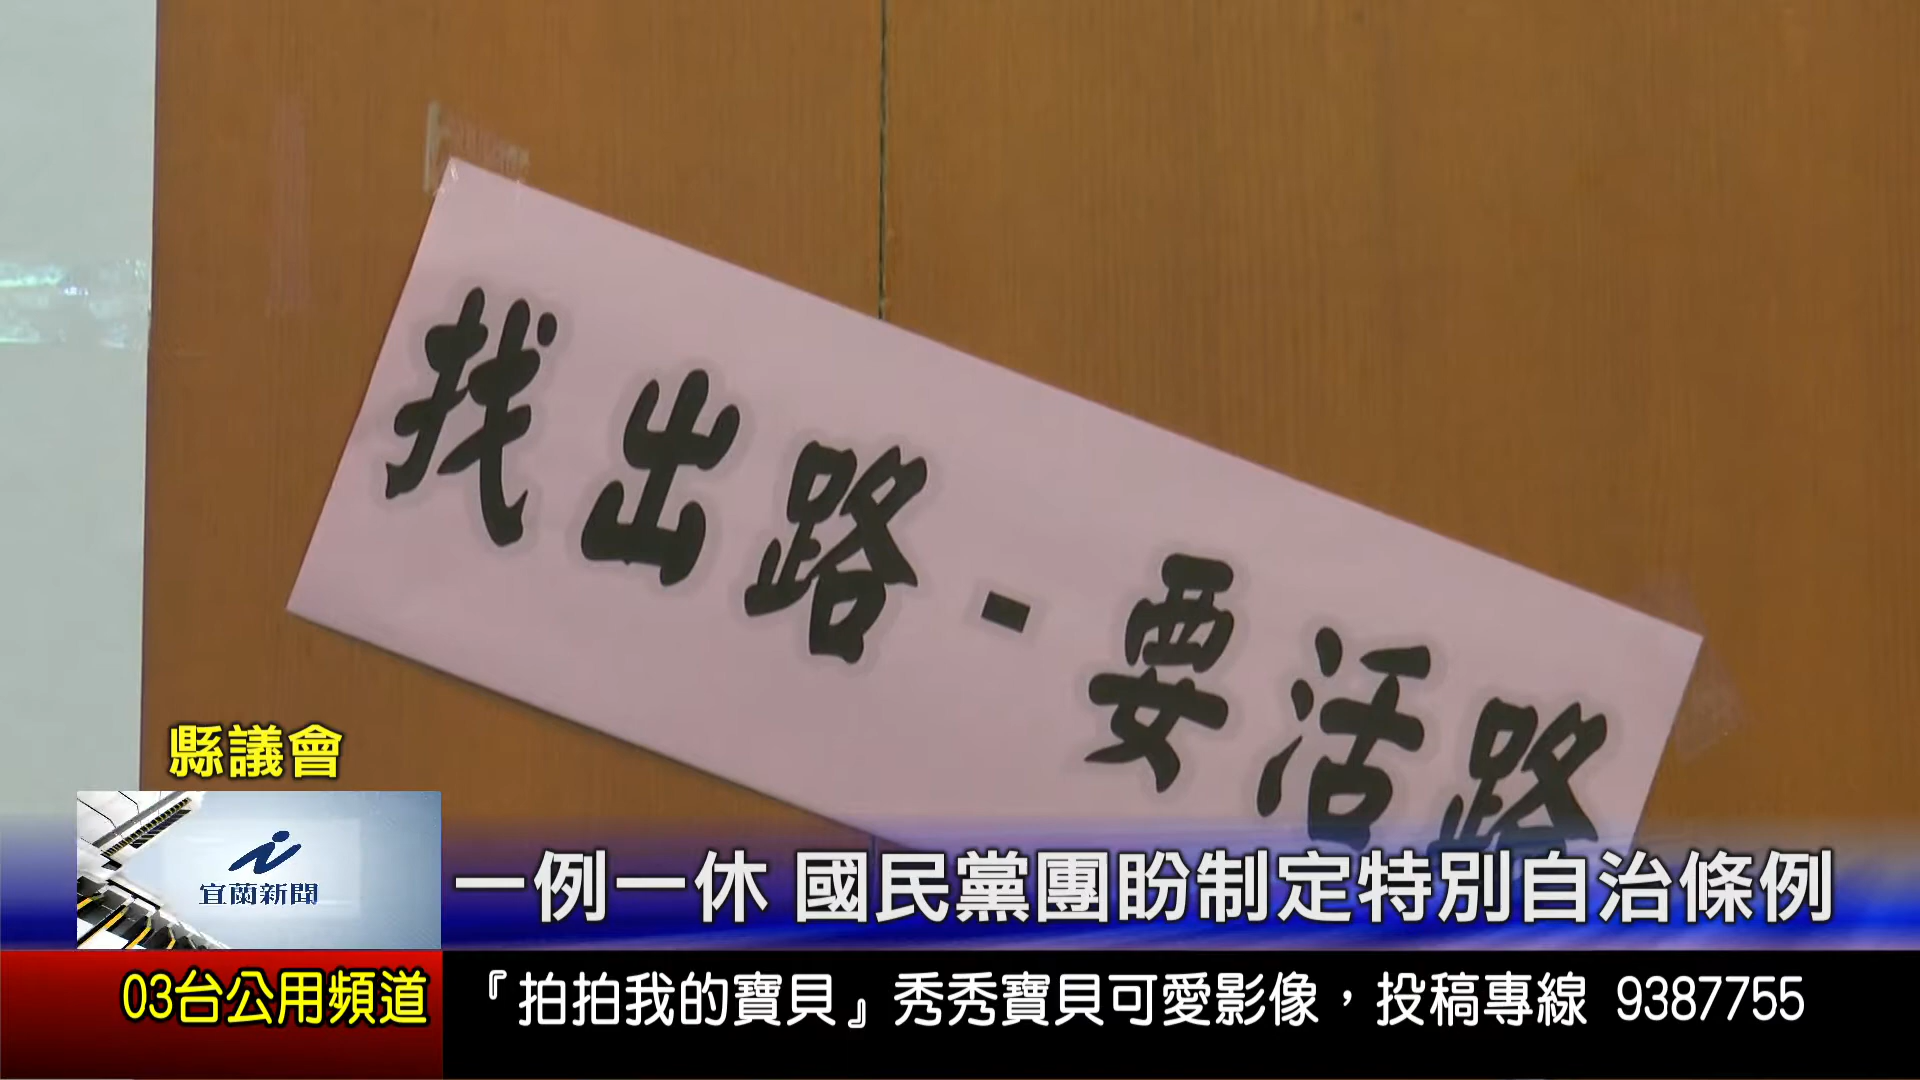 找出路-要活路
縣議會
宜蘭新聞
一例一休 國民黨團盼制定特別自治條例
03台公用頻道
『拍拍我的寶貝』秀秀寶貝可愛影像，投稿專線 9387755